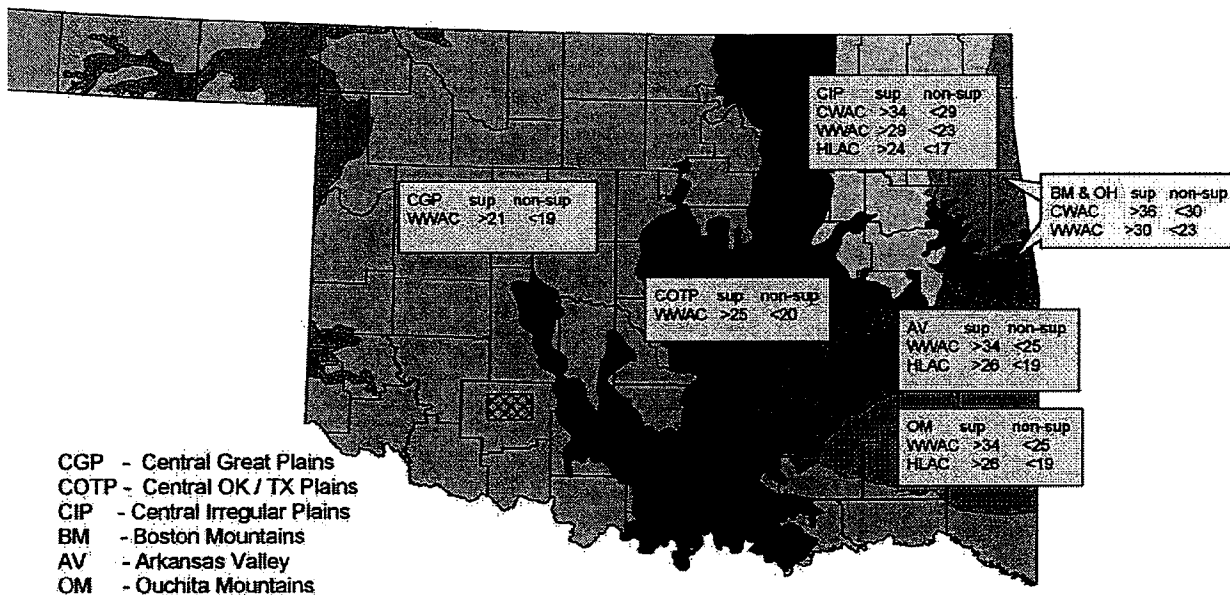 CIP sup non-sup
CWAC >34 <29
WWAC >29 <23
HLAC >24 <17
CGP sup non-sup
WWAC >21 <19
BM & OH sup non-sup
CWAC >36 <30
WWAC >30 <23
COTP sup non-sup
WWAC >25 <20
AV sup non-sup
WWAC >34 <25
HLAC >26 <19
OM sup non-sup
WWAC >34 <25
HLAC >26 <19
CGP - Central Great Plains
COTP - Central OK / TX Plains
CIP - Central Irregular Plains
BM - Boston Mountains
AV - Arkansas Valley
OM - Ouchita Mountains